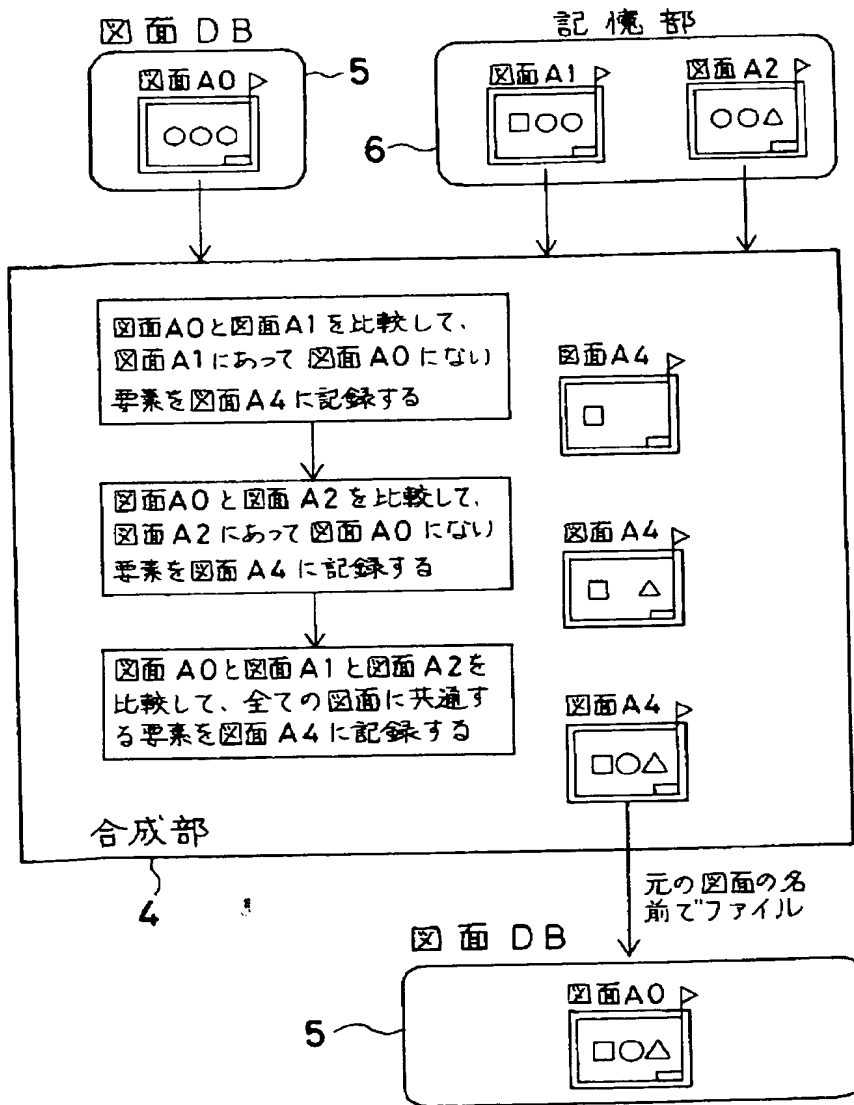 図面DB
記憶部
図面A0
5
図面A1
図面A2
6
図面A0と図面A1を比較して、
図面A1にあって図面A0にない
要素を図面A4に記録する
図面A4
図面A0と図面A2を比較して、
図面A2にあって図面A0にない
要素を図面A4に記録する
図面A4
図面A0と図面A1と図面A2を
比較して、全ての図面に共通す
る要素を図面A4に記録する
図面A4
合成部
4
元の図面の名
前でファイル
図面DB
図面A0
5